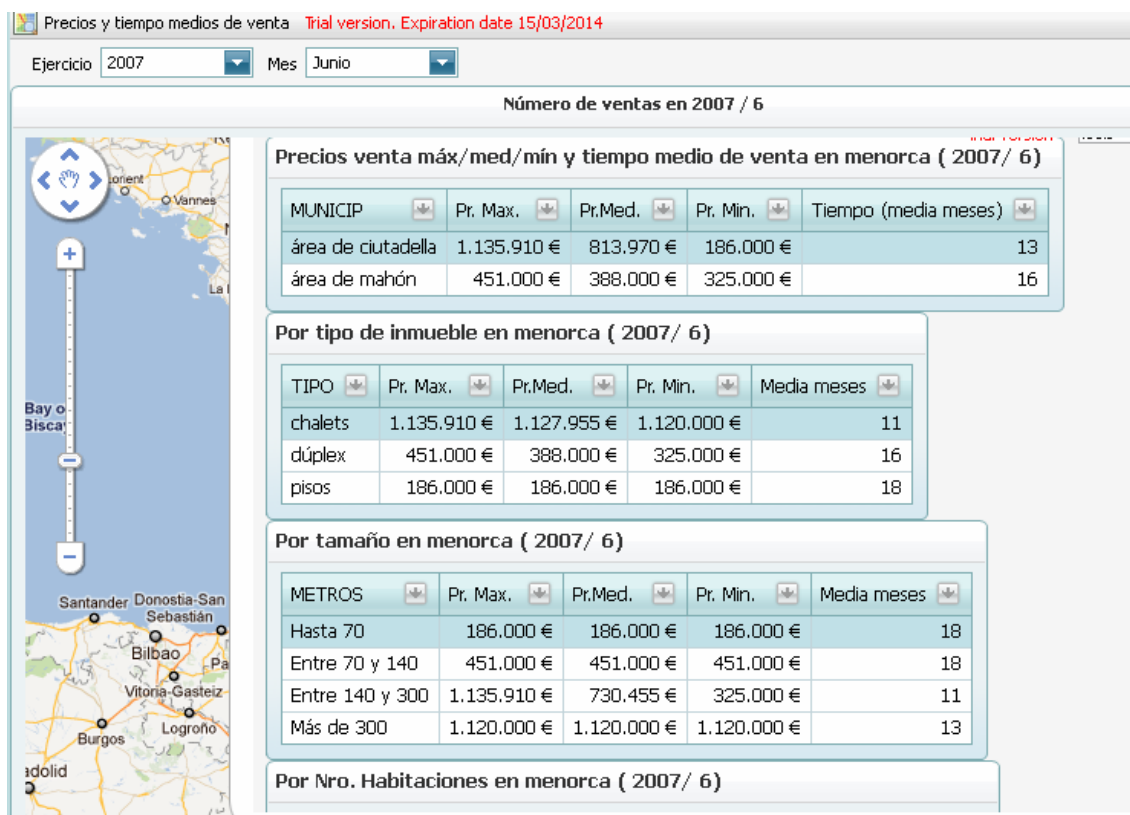 Precios y tiempo medios de venta Trial version. Expiration date 15/03/2014
Ejercicio 2007 Mes Junio
Número de ventas en 2007 / 6
Precios venta máx/med/mín y tiempo medio de venta en menorca ( 2007/ 6)
MUNICIP Pr. Max. Pr.Med. Pr. Min. Tiempo (media meses)
área de ciutadella 1.135.910 € 813.970 € 186.000 € 13
área de mahón 451.000 € 388.000 € 325.000 € 16
Por tipo de inmueble en menorca ( 2007/ 6)
TIPO Pr. Max. Pr.Med. Pr. Min. Media meses
chalets 1.135.910 € 1.127.955 € 1.120.000 € 11
dúplex 451.000 € 388.000 € 325.000 € 16
pisos 186.000 € 186.000 € 186.000 € 18
Por tamaño en menorca ( 2007/ 6)
METROS Pr. Max. Pr.Med. Pr. Min. Media meses
Hasta 70 186.000 € 186.000 € 186.000 € 18
Entre 70 y 140 451.000 € 451.000 € 451.000 € 18
Entre 140 y 300 1.135.910 € 730.455 € 325.000 € 11
Más de 300 1.120.000 € 1.120.000 € 1.120.000 € 13
Por Nro. Habitaciones en menorca ( 2007/ 6)
Vannes
Bay o
Santander Donostia-San
Sebastián
Bilbao
Vitoria-Gasteiz
Logroño
Burgos